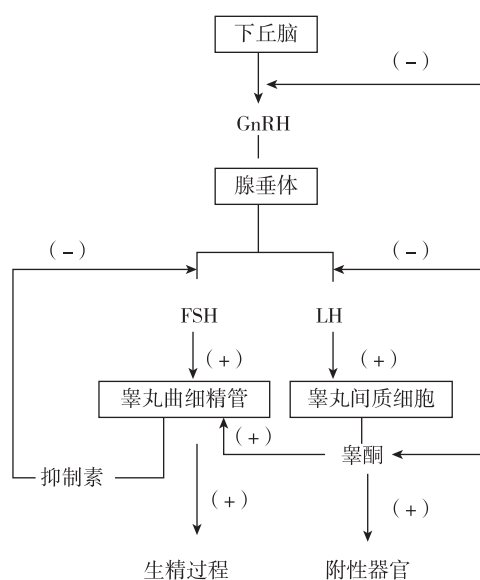 下丘脑
(-)
GnRH
腺垂体
(-)
(-)
FSH
LH
(+)
(+)
睾丸曲细精管
睾丸间质细胞
(+)
睾酮
抑制素
(+)
(+)
生精过程
附性器官